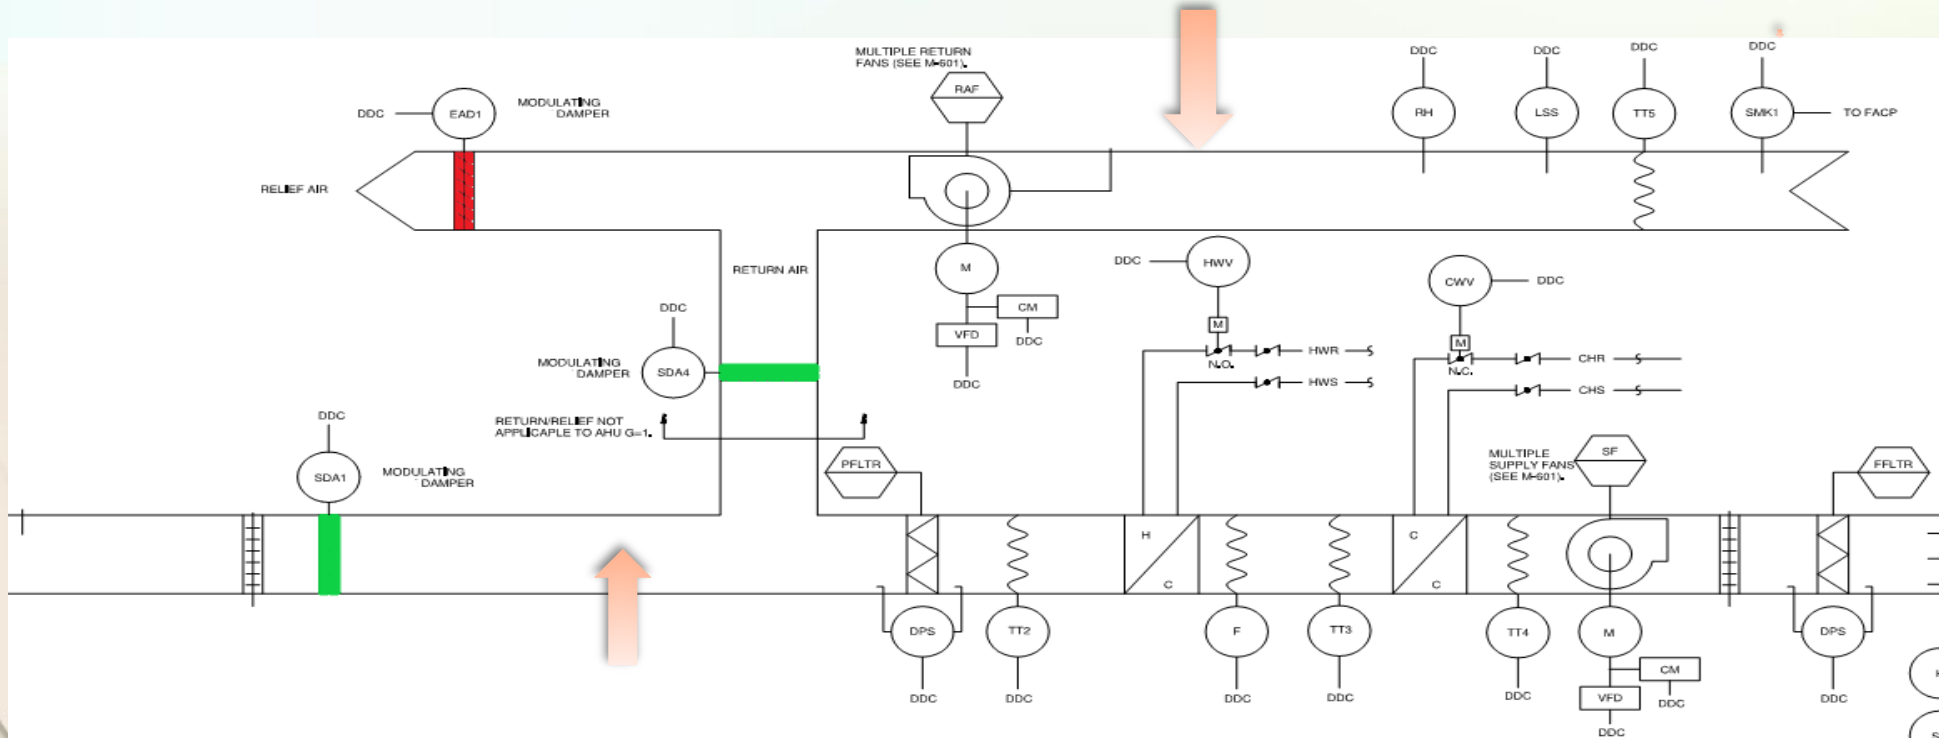 MULTIPLE RETURN
FANS (SEE M-601).
RAF
DDC
DDC
DDC
DDC
DDC
EAD1
MODULATING
DAMPER
RH
LSS
TT5
SMK1
TO FACP
RELIEF AIR
RETURN AIR
M
DDC
HWV
CWV
DDC
DDC
CM
VFD
DDC
M
M
MODULATING
DAMPER
SDA4
N.O.
HWR
N.C.
CHR
DDC
HWS
CHS
DDC
RETURN/RELIEF NOT
APPLICAPLE TO AHU G=1.
SDA1
MODULATING
DAMPER
PFLTR
MULTIPLE
SUPPLY FANS
(SEE M-601).
SF
FFLTR
H
C
C
C
DPS
TT2
F
TT3
TT4
M
DPS
CM
VFD
DDC
DDC
DDC
DDC
DDC
DDC
DDC
DDC